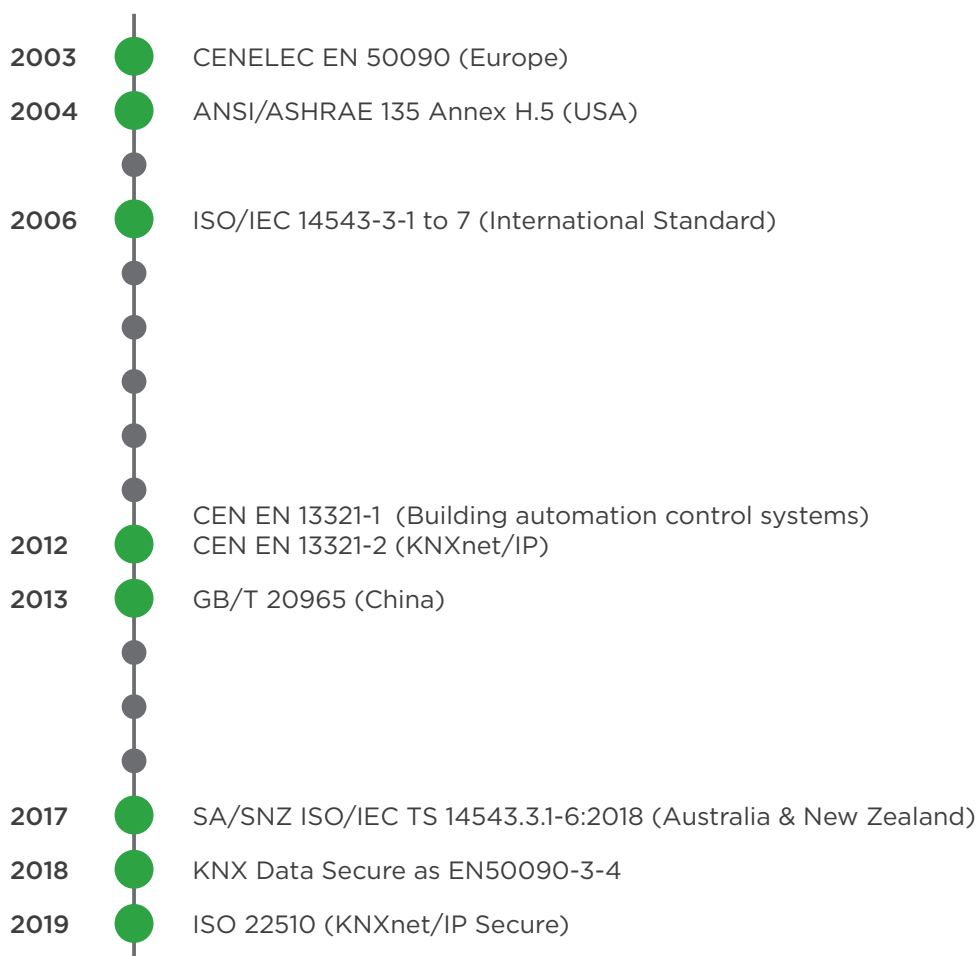 2003 CENELEC EN 50090 (Europe)
2004 ANSI/ASHRAE 135 Annex H.5 (USA)
2006 ISO/IEC 14543-3-1 to 7 (International Standard)
CEN EN 13321-1 (Building automation control systems)
2012 CEN EN 13321-2 (KNXnet/IP)
2013 GB/T 20965 (China)
2017 SA/SNZ ISO/IEC TS 14543.3.1-6:2018 (Australia & New Zealand)
2018 KNX Data Secure as EN50090-3-4
2019 ISO 22510 (KNXnet/IP Secure)